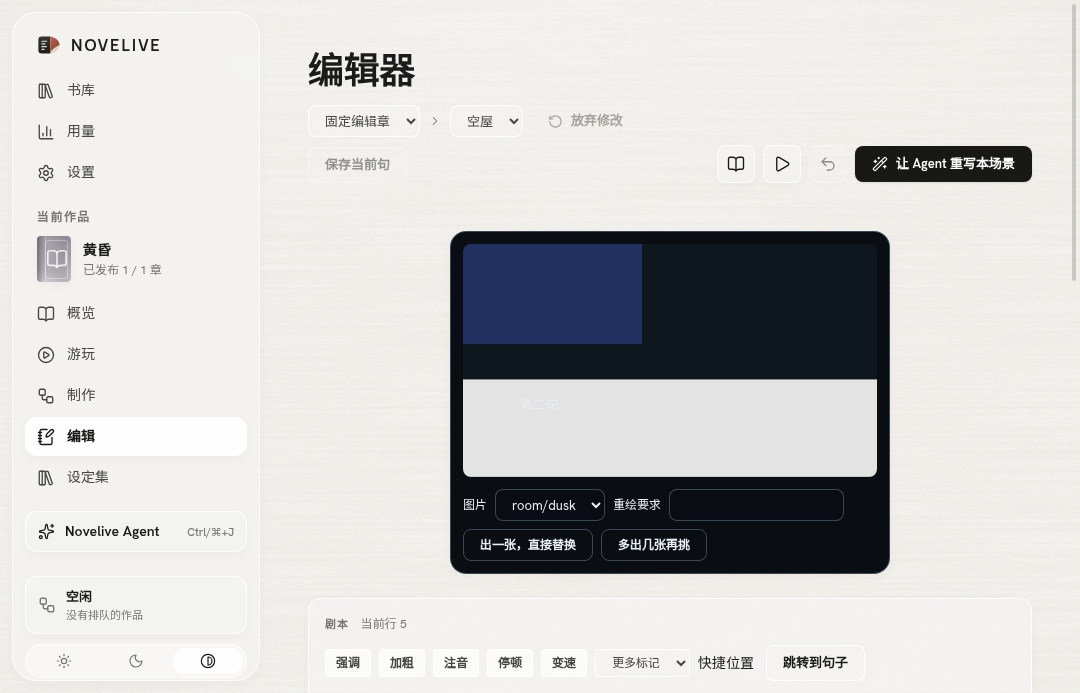 NOVELIVE
书库
用量
设置
当前作品
黄昏
已发布 1 / 1 章
概览
游玩
制作
编辑
设定集
Novelive Agent Ctrl/⌘+J
空闲
没有排队的作品
编辑器
固定编辑章 空屋 放弃修改
保存当前句 让 Agent 重写本场景
第二句。
图片 room/dusk 重绘要求
出一张，直接替换 多出几张再挑
剧本 当前行 5
强调 加粗 注音 停顿 变速 更多标记 快捷位置 跳转到句子